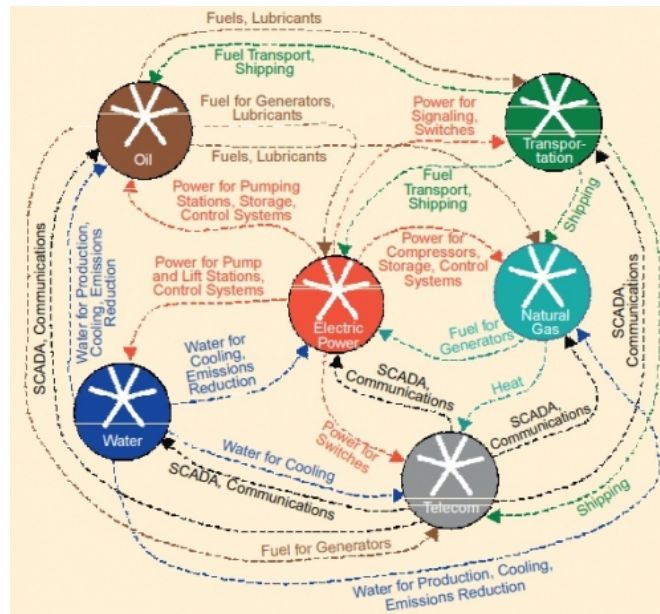 Fuels, Lubricants
Fuel Transport,
Shipping
Fuel for Generators,
Lubricants
Power for
Signaling,
Switches
Oil
Transpor-
tation
Fuels, Lubricants
Fuel Transport,
Shipping
Shipping
Power for Pumping
Stations, Storage,
Control Systems
Power for
Compressors,
Storage, Control
Systems
Power for Pump
and Lift Stations,
Control Systems
SCADA, Communications
Water for Production,
Cooling, Emissions
Reduction
SCADA,
Communications
Electric
Power
Natural
Gas
Fuel for
Generators
Water for
Cooling,
Emissions
Reduction
SCADA,
Communications
Heat
SCADA,
Communications
Water
Power for
Switches
Water for Cooling
SCADA, Communications
Telecom
Shipping
Fuel for Generators
Water for Production, Cooling,
Emissions Reduction